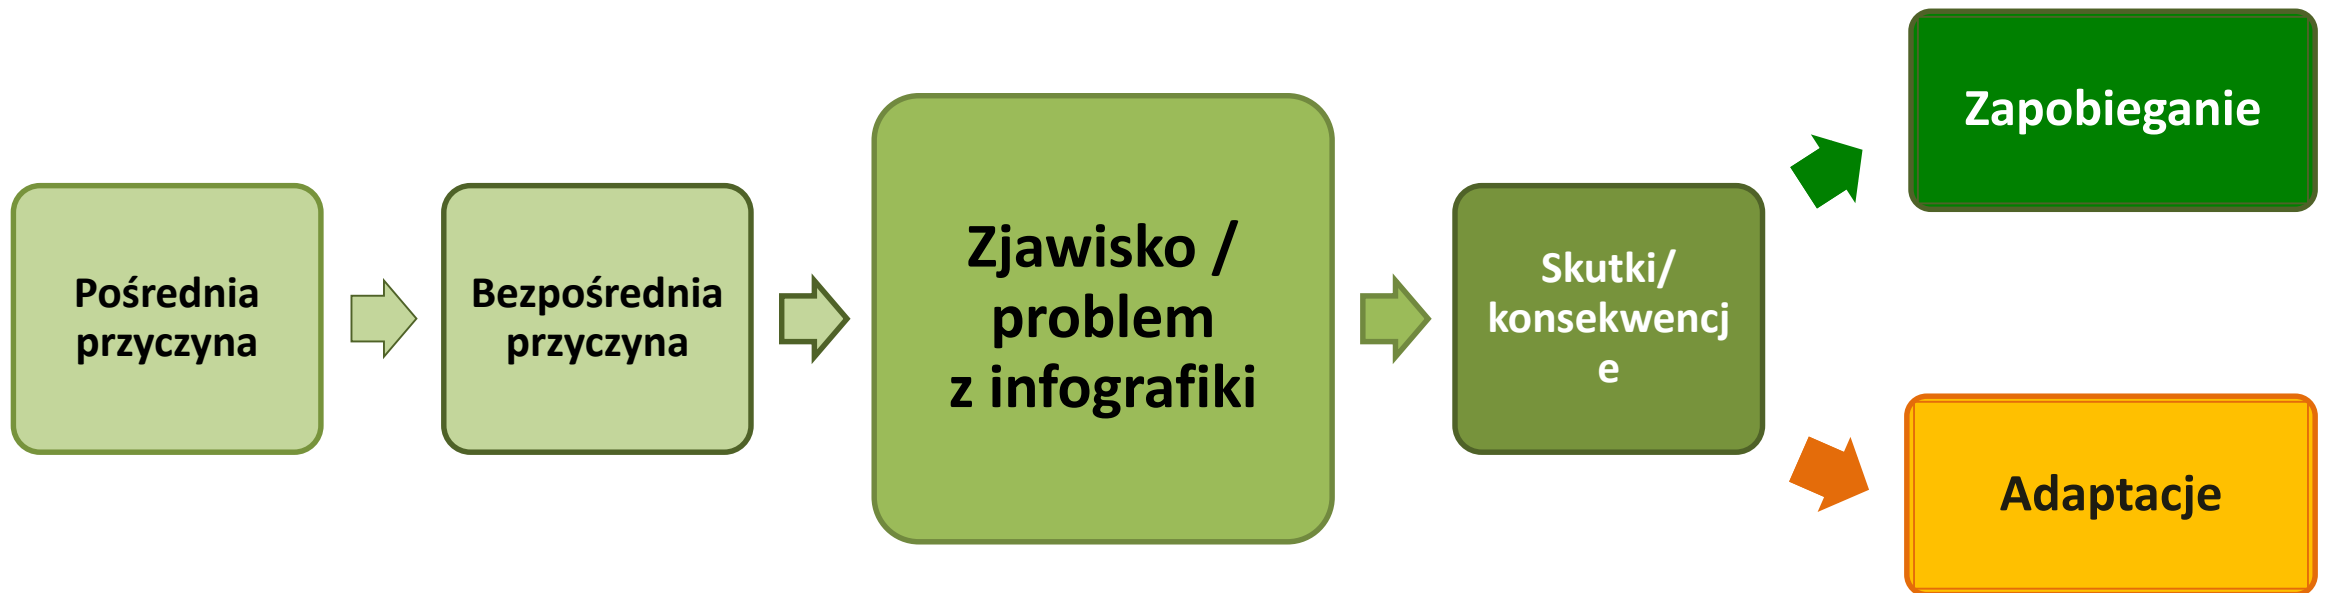 Pośrednia
przyczyna
Bezpośrednia
przyczyna
Zjawisko /
problem
z infografiki
Skutki/
konsekwencj
e
Zapobieganie
Adaptacje